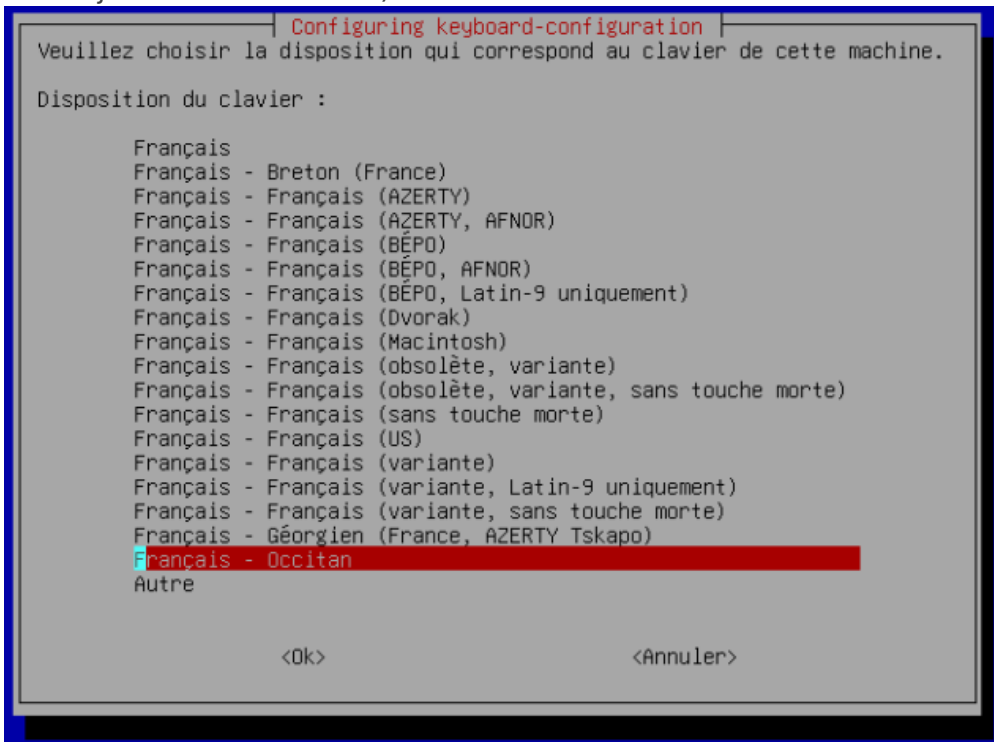 Configuring keyboard-configuration
Veuillez choisir la disposition qui correspond au clavier de cette machine.
Disposition du clavier :
Français
Français - Breton (France)
Français - Français (AZERTY)
Français - Français (AZERTY, AFNOR)
Français - Français (BÉPO)
Français - Français (BÉPO, AFNOR)
Français - Français (BÉPO, Latin-9 uniquement)
Français - Français (Dvorak)
Français - Français (Macintosh)
Français - Français (obsolète, variante)
Français - Français (obsolète, variante, sans touche morte)
Français - Français (sans touche morte)
Français - Français (US)
Français - Français (variante)
Français - Français (variante, Latin-9 uniquement)
Français - Français (variante, sans touche morte)
Français - Géorgien (France, AZERTY Tskapo)
Français - Occitan
Autre
<Ok> <Annuler>